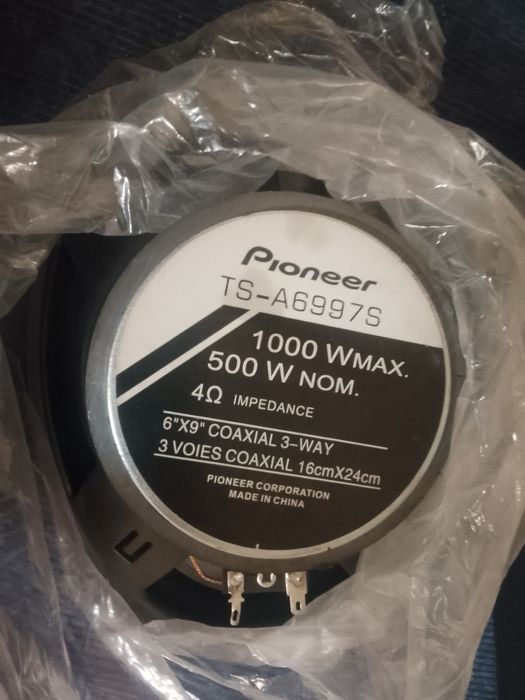 Pioneer
TS-A6997S
1000 WMAX.
500 W NOM.
4Ω IMPEDANCE
6"X9" COAXIAL 3-WAY
3 VOIES COAXIAL 16cmX24cm
PIONEER CORPORATION
MADE IN CHINA